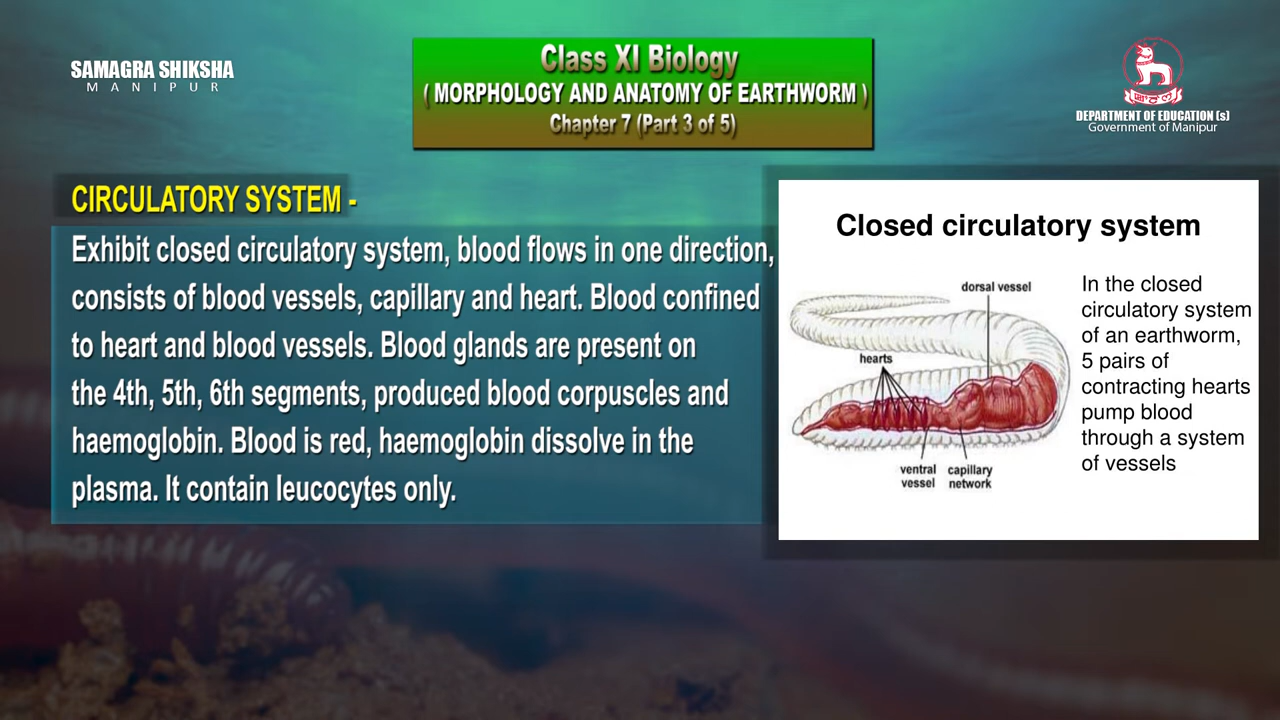 SAMAGRA SHIKSHA
MANIPUR
Class XI Biology
( MORPHOLOGY AND ANATOMY OF EARTHWORM )
Chapter 7 (Part 3 of 5)
DEPARTMENT OF EDUCATION (s)
Government of Manipur
CIRCULATORY SYSTEM -
Exhibit closed circulatory system, blood flows in one direction,
consists of blood vessels, capillary and heart. Blood confined
to heart and blood vessels. Blood glands are present on
the 4th, 5th, 6th segments, produced blood corpuscles and
haemoglobin. Blood is red, haemoglobin dissolve in the
plasma. It contain leucocytes only.
Closed circulatory system
dorsal vessel
hearts
ventral
vessel
capillary
network
In the closed
circulatory system
of an earthworm,
5 pairs of
contracting hearts
pump blood
through a system
of vessels